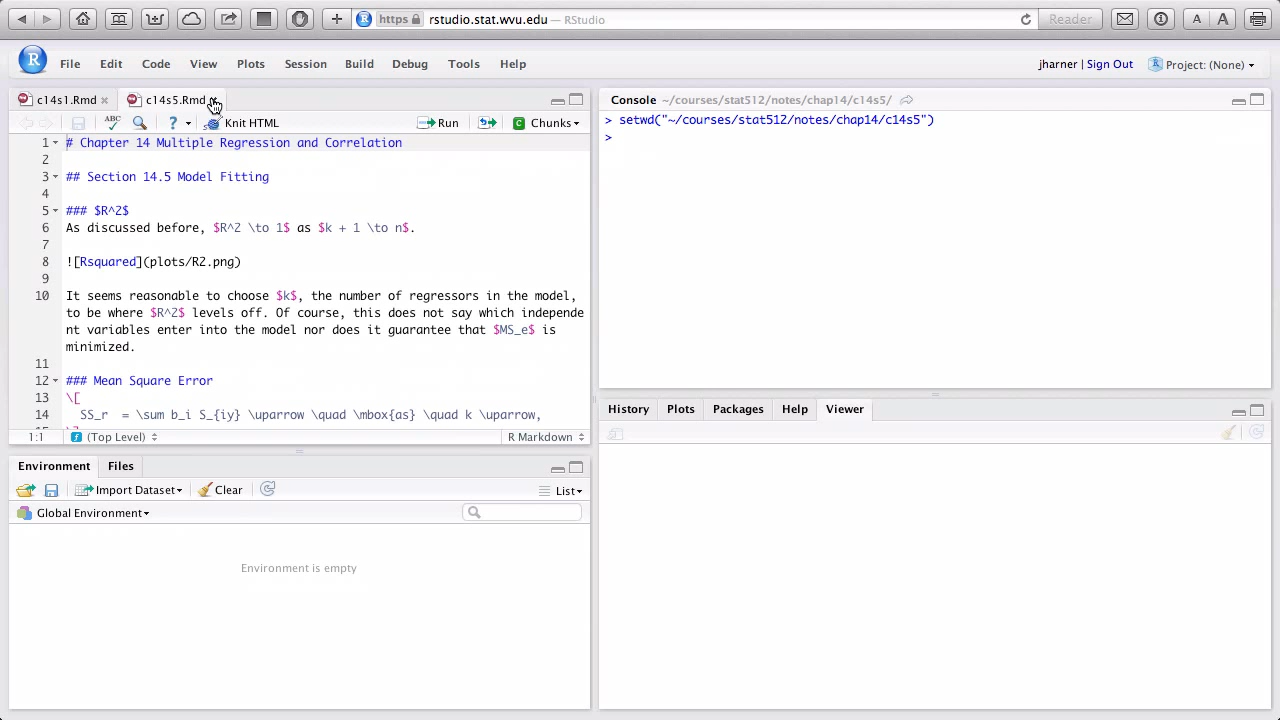 https rstudio.stat.wvu.edu — RStudio Reader A A
R File Edit Code View Plots Session Build Debug Tools Help jharner | Sign Out R Project: (None)
c14s1.Rmd × c14s5.Rmd
ABC ? Knit HTML Run C Chunks
1 # Chapter 14 Multiple Regression and Correlation
2
3 ## Section 14.5 Model Fitting
4
5 ### $R^2$
6 As discussed before, $R^2 \to 1$ as $k + 1 \to n$.
7
8 ![Rsquared](plots/R2.png)
9
10 It seems reasonable to choose $k$, the number of regressors in the model,
to be where $R^2$ levels off. Of course, this does not say which independe
nt variables enter into the model nor does it guarantee that $MS_e$ is
minimized.
11
12 ### Mean Square Error
13 \[
14 SS_r  = \sum b_i S_{iy} \uparrow \quad \mbox{as} \quad k \uparrow,
1:1 (Top Level) R Markdown
Environment Files
Import Dataset Clear List
Global Environment
Environment is empty
Console ~/courses/stat512/notes/chap14/c14s5/
> setwd("~/courses/stat512/notes/chap14/c14s5")
>
History Plots Packages Help Viewer